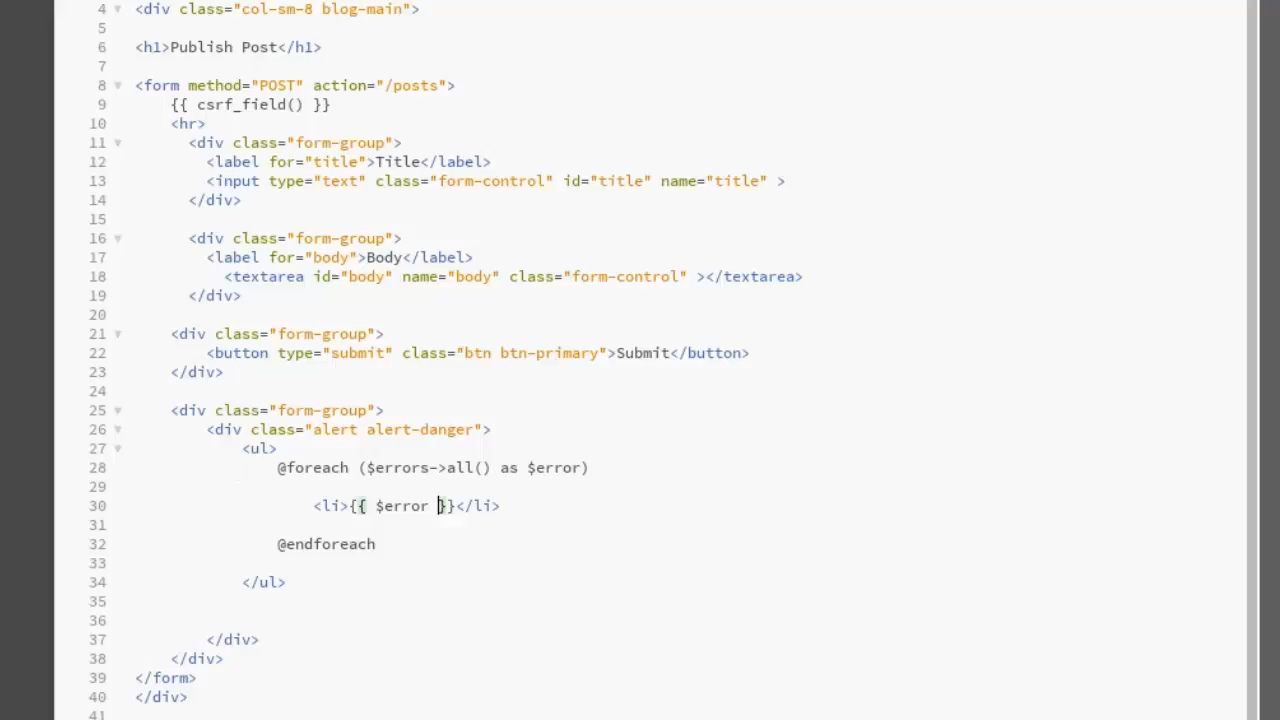 4 <div class="col-sm-8 blog-main">
5
6 <h1>Publish Post</h1>
7
8 <form method="POST" action="/posts">
9 {{ csrf_field() }}
10 <hr>
11 <div class="form-group">
12 <label for="title">Title</label>
13 <input type="text" class="form-control" id="title" name="title" >
14 </div>
15
16 <div class="form-group">
17 <label for="body">Body</label>
18 <textarea id="body" name="body" class="form-control" ></textarea>
19 </div>
20
21 <div class="form-group">
22 <button type="submit" class="btn btn-primary">Submit</button>
23 </div>
24
25 <div class="form-group">
26 <div class="alert alert-danger">
27 <ul>
28 @foreach ($errors->all() as $error)
29
30 <li>{{ $error }}</li>
31
32 @endforeach
33
34 </ul>
35
36
37 </div>
38 </div>
39 </form>
40 </div>
41